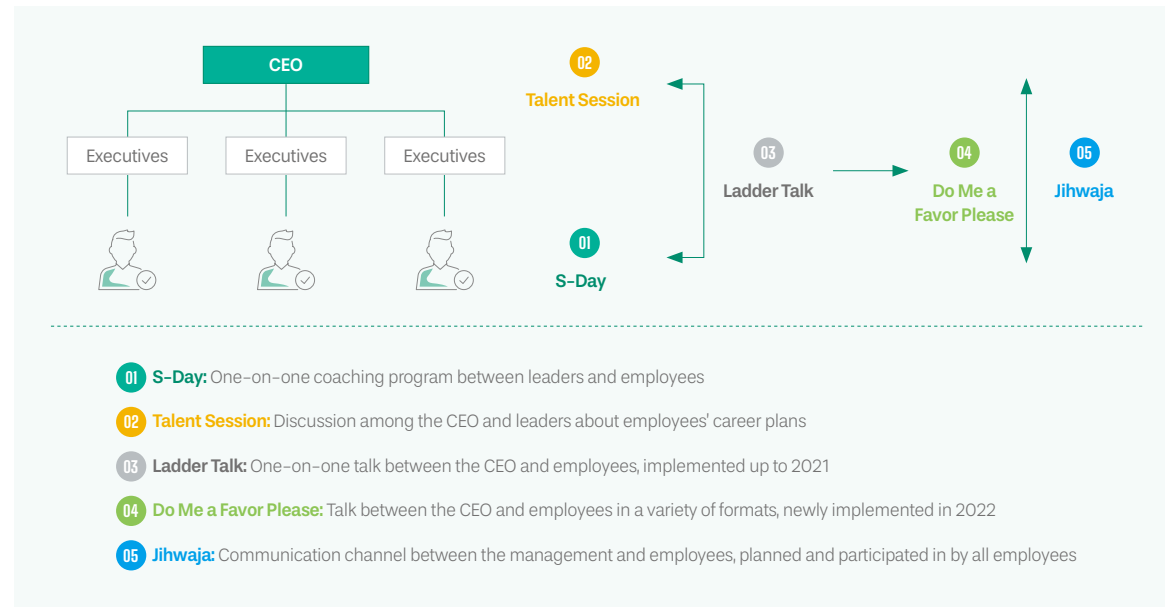 CEO
Executives
Executives
Executives
02
Talent Session
01
S-Day
03
Ladder Talk
04
Do Me a
Favor Please
05
Jihwaja
01 S-Day: One-on-one coaching program between leaders and employees
02 Talent Session: Discussion among the CEO and leaders about employees' career plans
03 Ladder Talk: One-on-one talk between the CEO and employees, implemented up to 2021
04 Do Me a Favor Please: Talk between the CEO and employees in a variety of formats, newly implemented in 2022
05 Jihwaja: Communication channel between the management and employees, planned and participated in by all employees